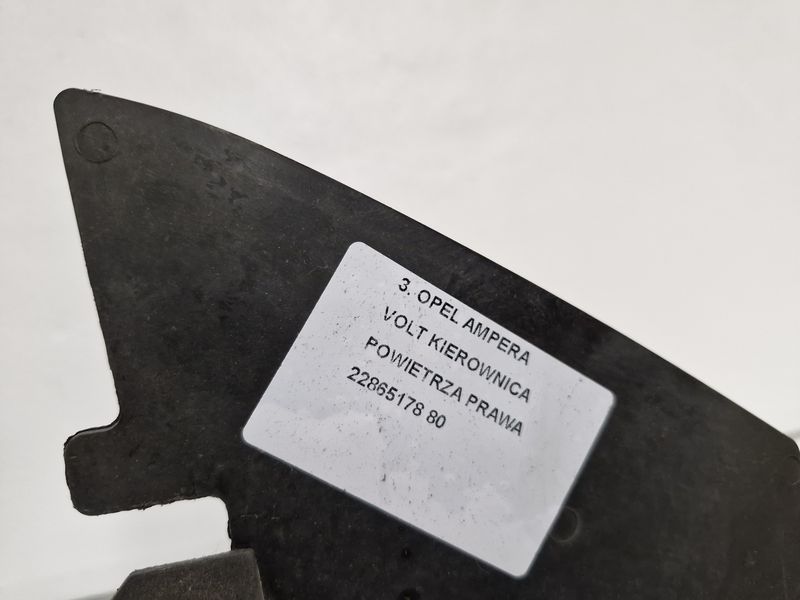 3. OPEL AMPERA
VOLT KIEROWNICA
POWIETRZA PRAWA
22865178 80